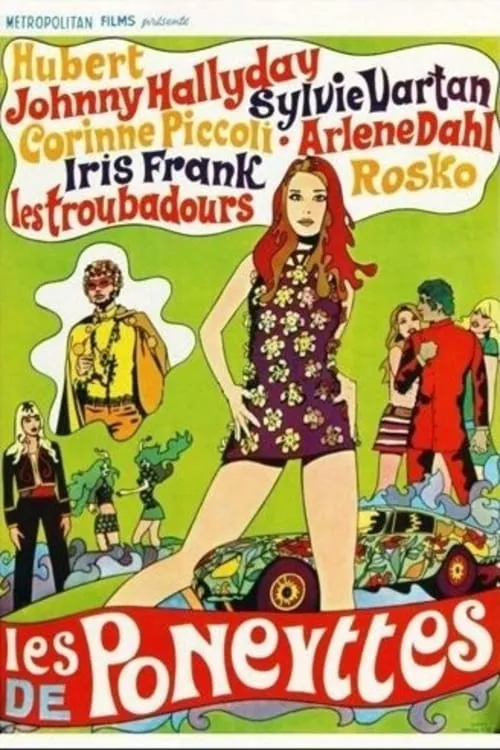 METROPOLITAN FILMS présente
Hubert
Johnny Hallyday
Sylvie Vartan
Corinne Piccoli · Arlene Dahl
Iris Frank
Rosko
les troubadours
les PONEYTTES
DE